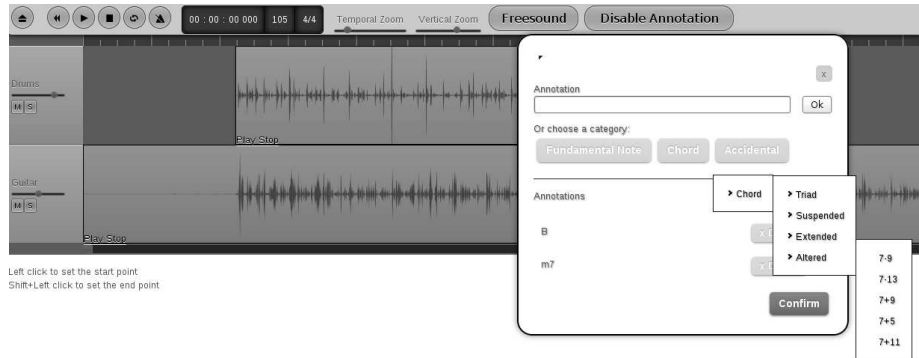 00 : 00 : 00 000 105 4/4 Temporal Zoom Vertical Zoom Freesound Disable Annotation
Drums
M S
Play Stop
Guitar
M S
Play Stop
Left click to set the start point
Shift+Left click to set the end point
x
Annotation
Ok
Or choose a category:
Fundamental Note Chord Accidental
Annotations
B
x
m7
x
Confirm
Chord
Triad
Suspended
Extended
Altered
7-9
7-13
7+9
7+5
7+11